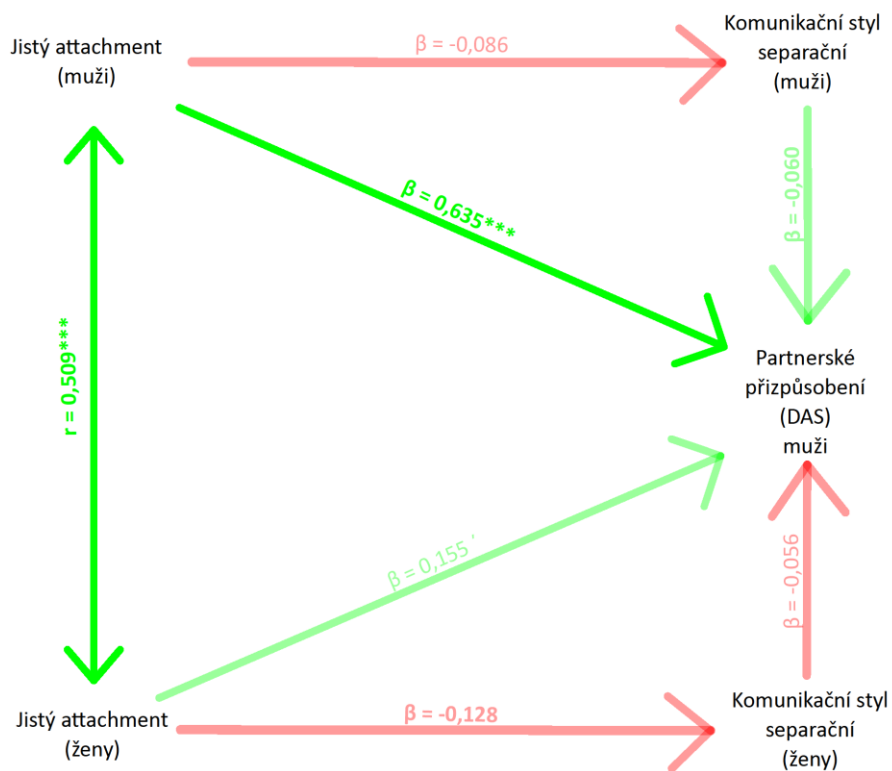 Jistý attachment
(muži)
β = -0,086
Komunikační styl
separační
(muži)
β = 0,635***
β = -0,060
r = 0,509***
Partnerské
přizpůsobení
(DAS)
muži
β = 0,155 ′
β = -0,056
Jistý attachment
(ženy)
β = -0,128
Komunikační styl
separační
(ženy)